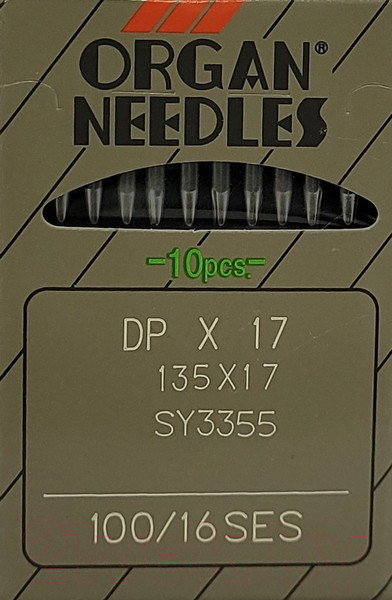 ORGAN®
NEEDLES
-10pcs.-
DP X 17
135X17
SY3355
100/16SES